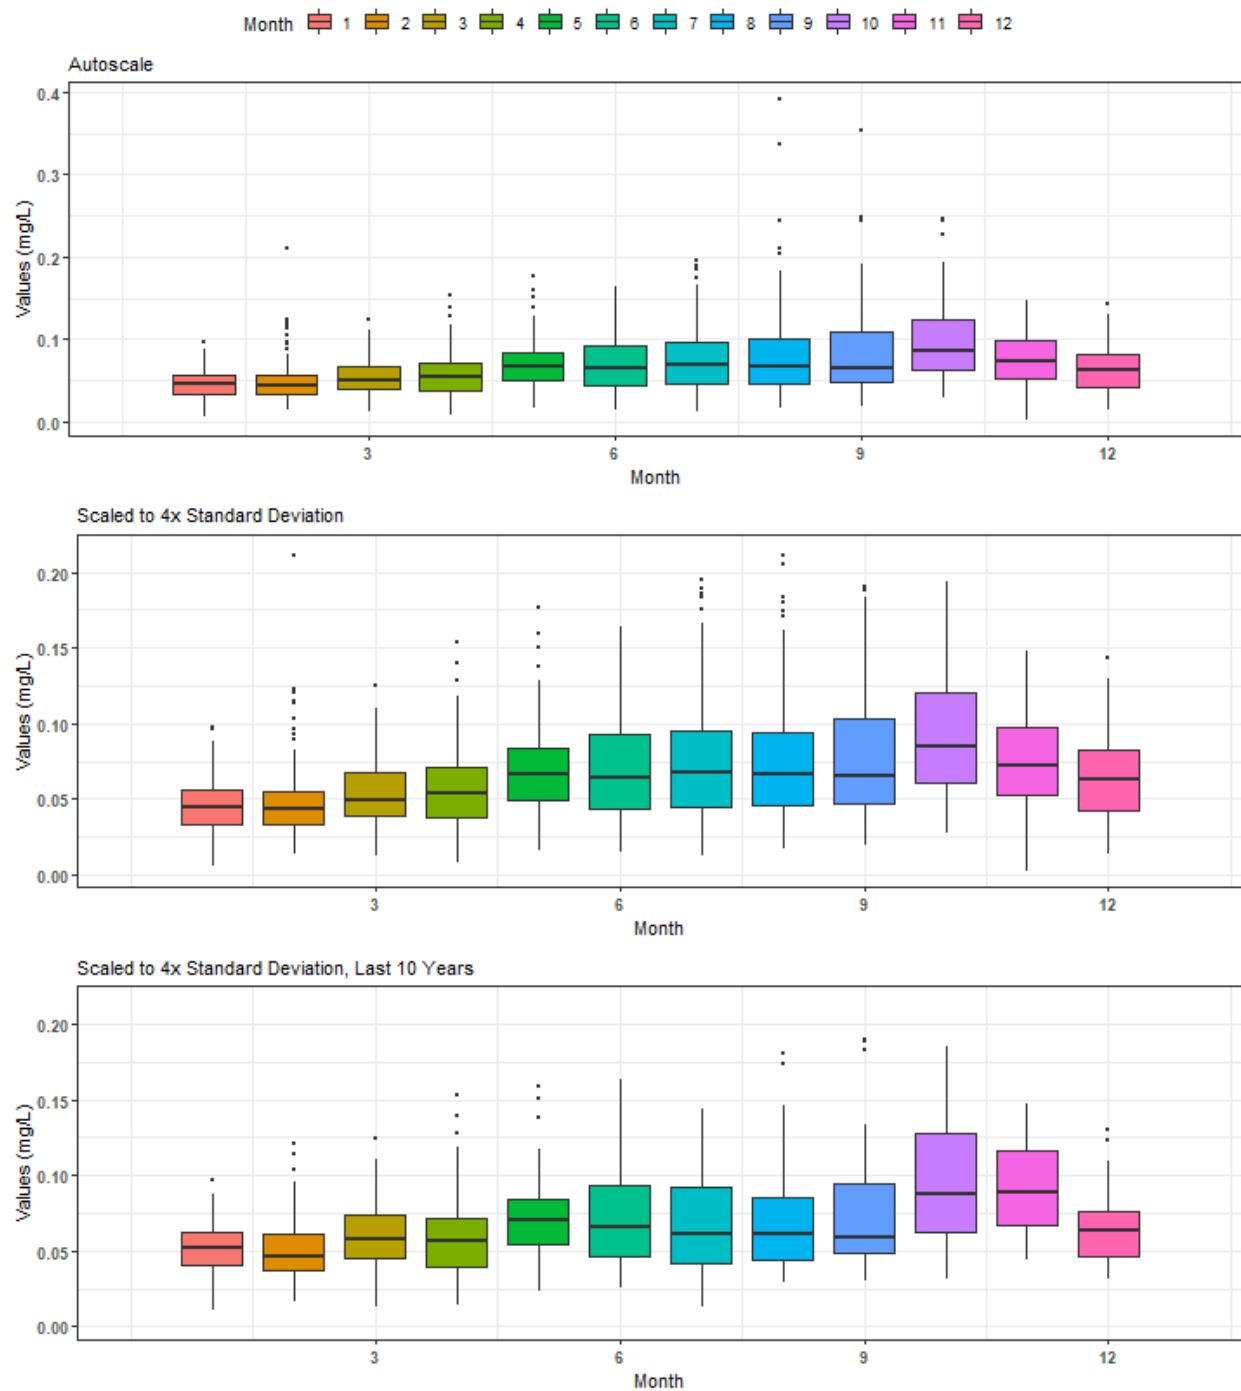 Month 1 2 3 4 5 6 7 8 9 10 11 12
Autoscale
Values (mg/L)
0.4
0.3
0.2
0.1
0.0
3 6 9 12
Month
Scaled to 4x Standard Deviation
Values (mg/L)
0.20
0.15
0.10
0.05
0.00
3 6 9 12
Month
Scaled to 4x Standard Deviation, Last 10 Years
Values (mg/L)
0.20
0.15
0.10
0.05
0.00
3 6 9 12
Month